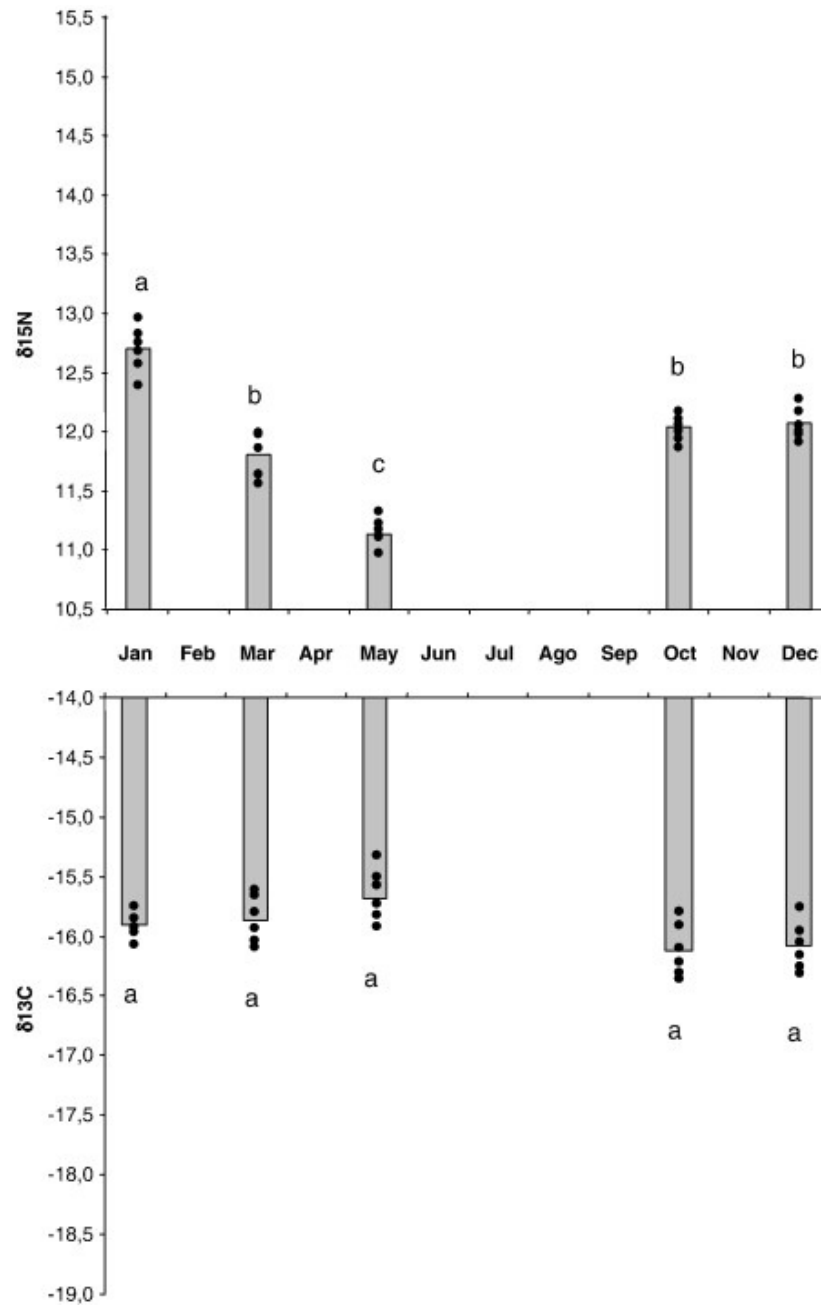 15,5
15,0
14,5
14,0
13,5
a
13,0
δ15N
12,5
b
b
b
12,0
c
11,5
11,0
10,5
Jan Feb Mar Apr May Jun Jul Ago Sep Oct Nov Dec
-14,0
-14,5
-15,0
-15,5
-16,0
-16,5
a a a
δ13C
a a
-17,0
-17,5
-18,0
-18,5
-19,0